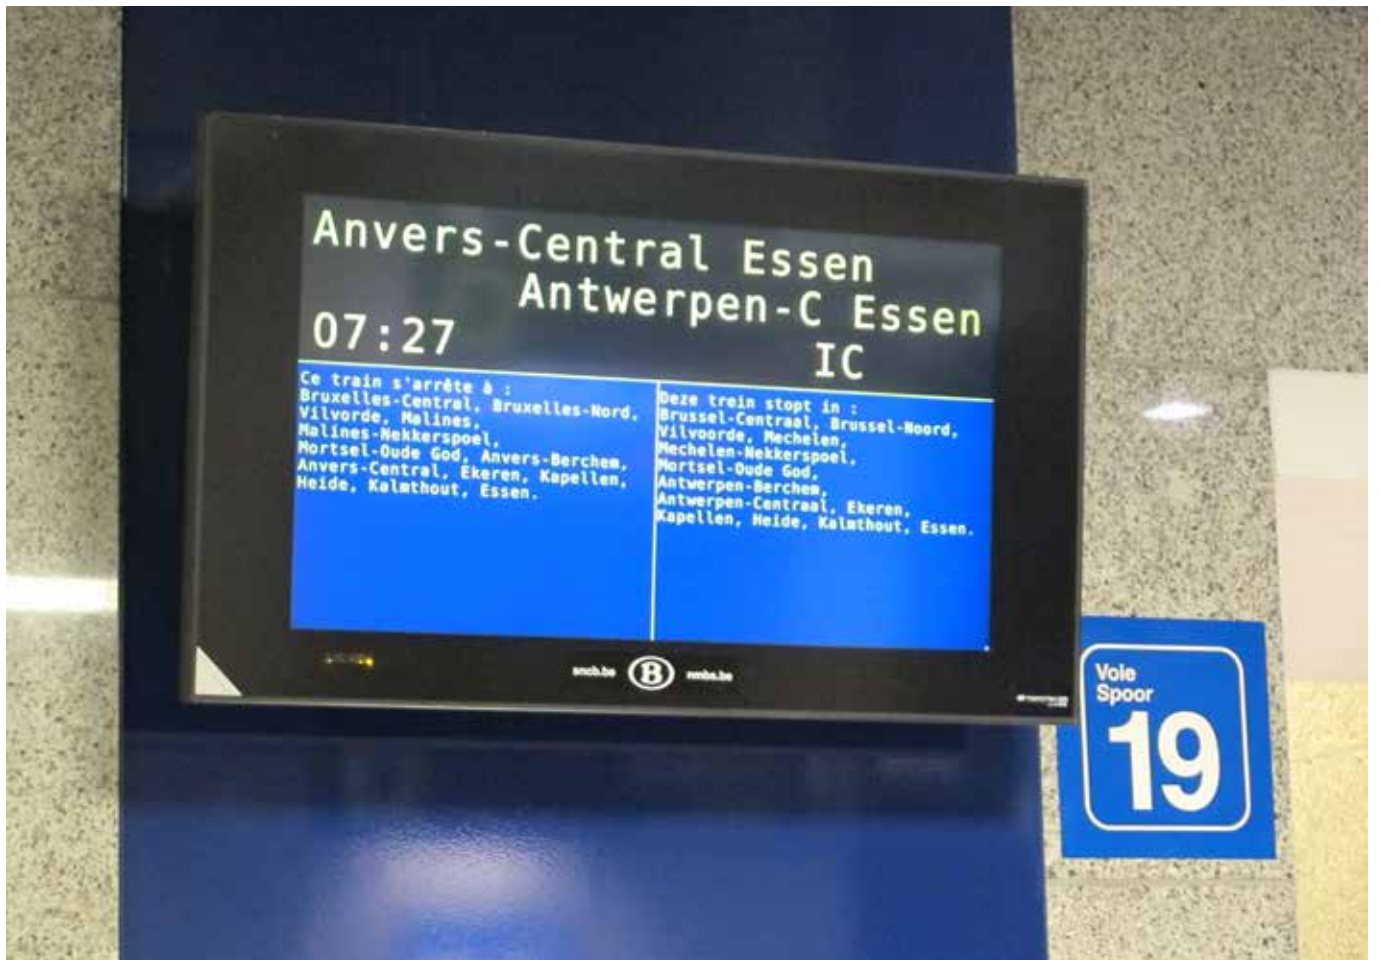 Anvers-Central Essen
Antwerpen-C Essen
07:27 IC
Ce train s'arrête à :
Bruxelles-Central, Bruxelles-Nord,
Vilvorde, Malines,
Malines-Nekkerspoel,
Mortsel-Oude God, Anvers-Berchem,
Anvers-Central, Ekeren, Kapellen,
Heide, Kalmthout, Essen.
Deze trein stopt in :
Brussel-Centraal, Brussel-Noord,
Vilvoorde, Mechelen,
Mechelen-Nekkerspoel,
Mortsel-Oude God,
Antwerpen-Berchem,
Antwerpen-Centraal, Ekeren,
Kapellen, Heide, Kalmthout, Essen.
sncb.be B nmbs.be
Voie
Spoor
19